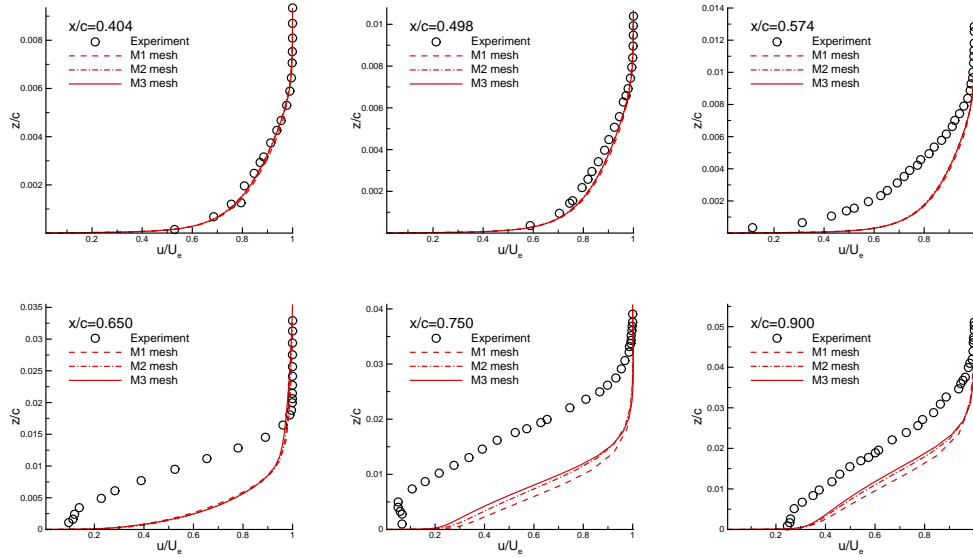 x/c=0.404
Experiment
M1 mesh
M2 mesh
M3 mesh
z/c
0.008
0.006
0.004
0.002
0.2 0.4 0.6 0.8 1
u/Ue
x/c=0.498
Experiment
M1 mesh
M2 mesh
M3 mesh
z/c
0.01
0.008
0.006
0.004
0.002
0.2 0.4 0.6 0.8 1
u/Ue
x/c=0.574
Experiment
M1 mesh
M2 mesh
M3 mesh
z/c
0.014
0.012
0.01
0.008
0.006
0.004
0.002
0.2 0.4 0.6 0.8 1
u/Ue
x/c=0.650
Experiment
M1 mesh
M2 mesh
M3 mesh
z/c
0.035
0.03
0.025
0.02
0.015
0.01
0.005
0
0.2 0.4 0.6 0.8 1
u/Ue
x/c=0.750
Experiment
M1 mesh
M2 mesh
M3 mesh
z/c
0.04
0.03
0.02
0.01
0
0.2 0.4 0.6 0.8 1
u/Ue
x/c=0.900
Experiment
M1 mesh
M2 mesh
M3 mesh
z/c
0.05
0.04
0.03
0.02
0.01
0
0.2 0.4 0.6 0.8 1
u/Ue